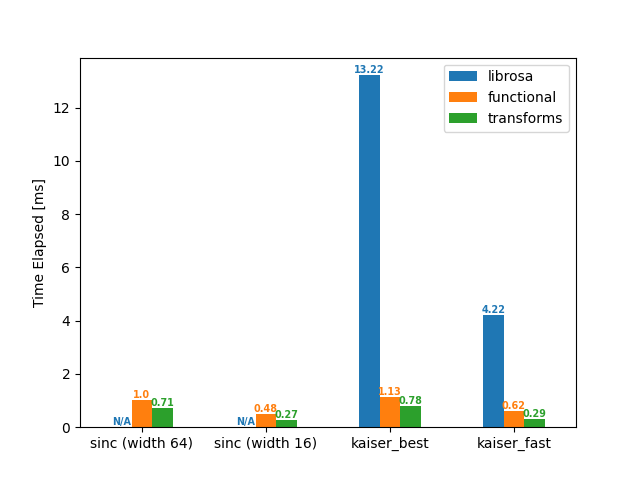 librosa
functional
transforms
Time Elapsed [ms]
12
10
8
6
4
2
0
N/A
1.0
0.71
N/A
0.48
0.27
13.22
1.13
0.78
4.22
0.62
0.29
sinc (width 64)
sinc (width 16)
kaiser_best
kaiser_fast